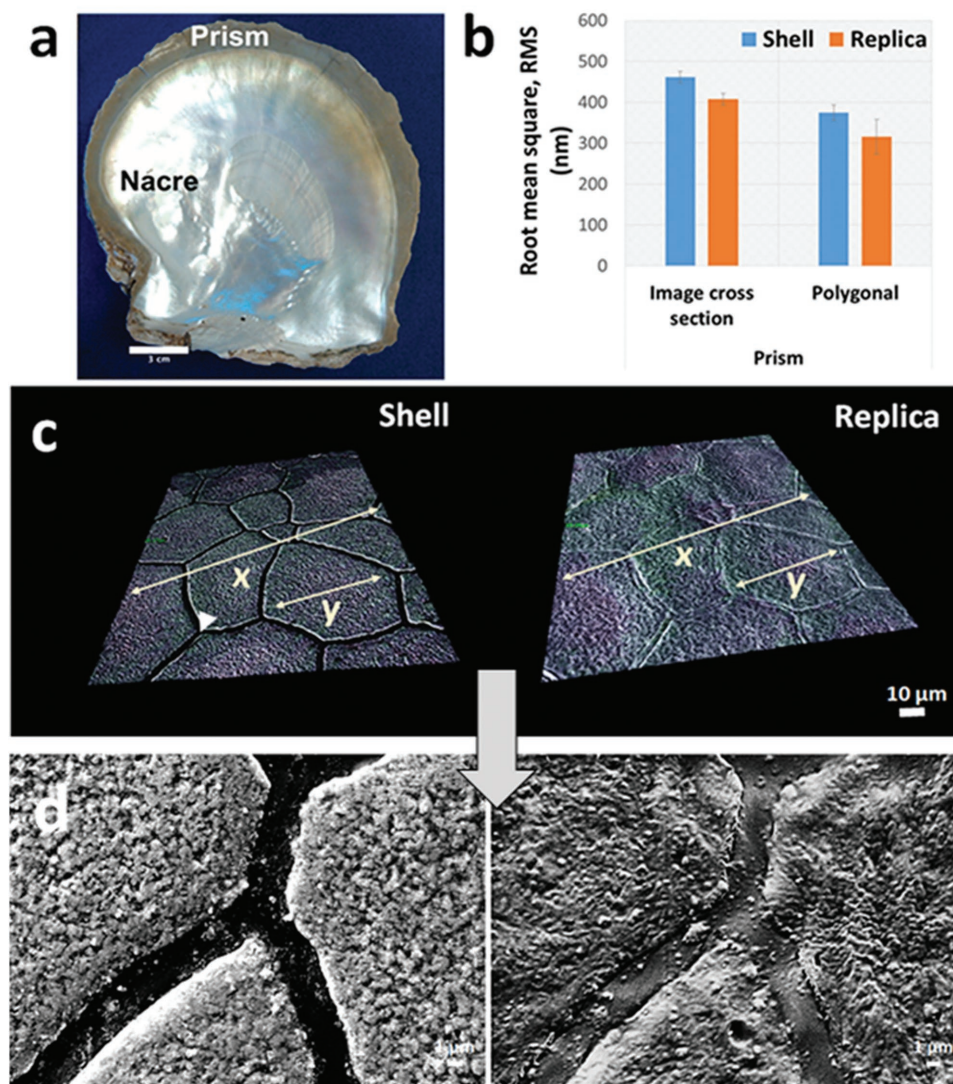 a
Prism
Nacre
3 cm
b
Shell
Replica
Root mean square, RMS
(nm)
600
500
400
300
200
100
0
Image cross
section
Polygonal
Prism
c
Shell
Replica
x
y
x
y
10 µm
d
1 µm
1 µm